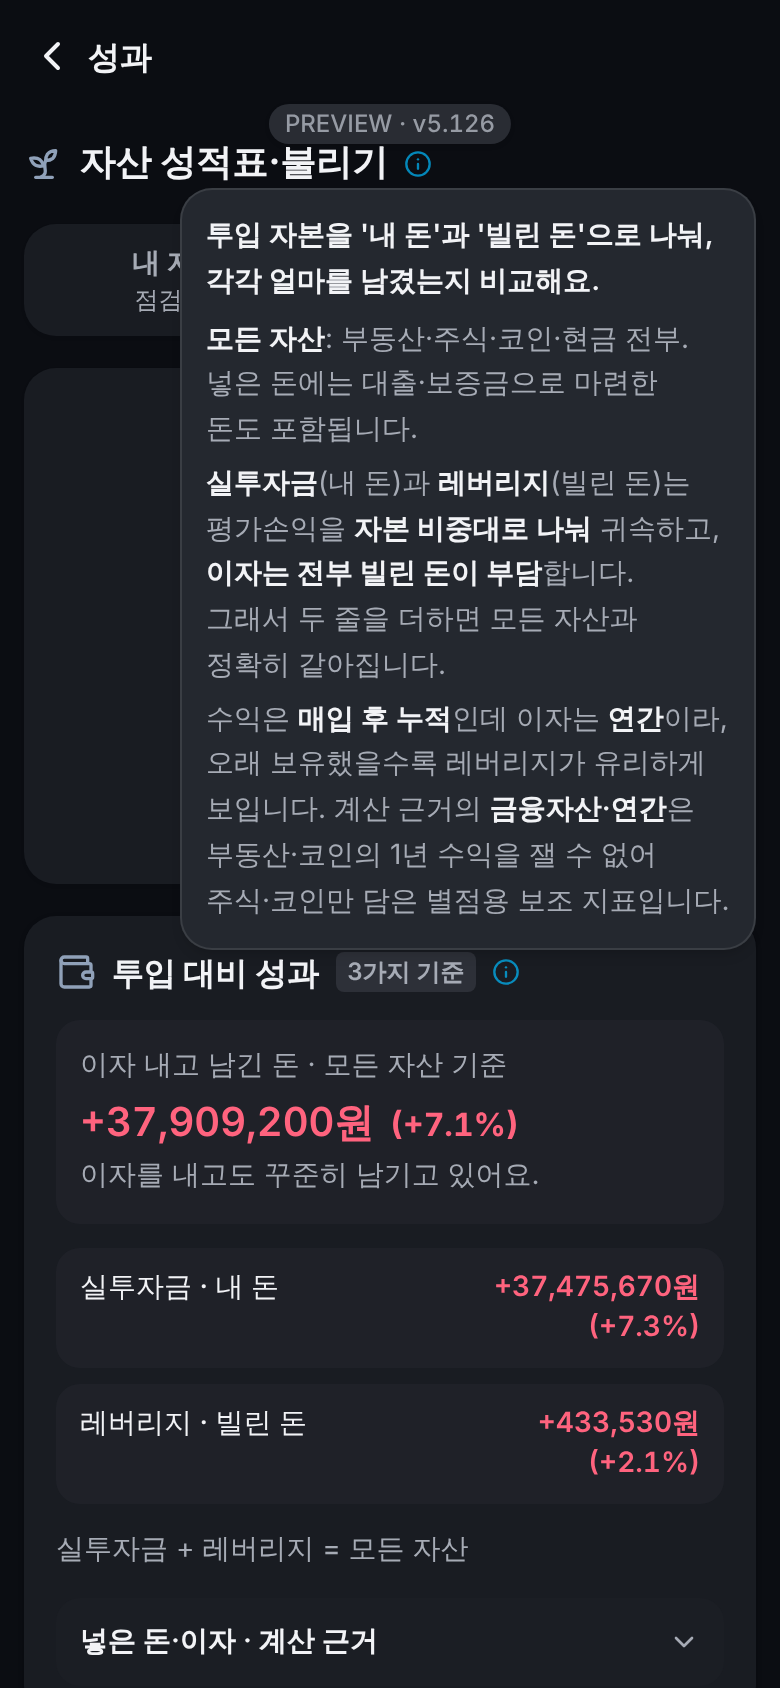 성과
PREVIEW · v5.126
자산 성적표·불리기
투입 자본을 '내 돈'과 '빌린 돈'으로 나눠,
각각 얼마를 남겼는지 비교해요.
모든 자산: 부동산·주식·코인·현금 전부.
넣은 돈에는 대출·보증금으로 마련한
돈도 포함됩니다.
실투자금(내 돈)과 레버리지(빌린 돈)는
평가손익을 자본 비중대로 나눠 귀속하고,
이자는 전부 빌린 돈이 부담합니다.
그래서 두 줄을 더하면 모든 자산과
정확히 같아집니다.
수익은 매입 후 누적인데 이자는 연간이라,
오래 보유했을수록 레버리지가 유리하게
보입니다. 계산 근거의 금융자산·연간은
부동산·코인의 1년 수익을 잴 수 없어
주식·코인만 담은 별점용 보조 지표입니다.
내
점검
투입 대비 성과 3가지 기준
이자 내고 남긴 돈 · 모든 자산 기준
+37,909,200원 (+7.1%)
이자를 내고도 꾸준히 남기고 있어요.
실투자금 · 내 돈
+37,475,670원
(+7.3%)
레버리지 · 빌린 돈
+433,530원
(+2.1%)
실투자금 + 레버리지 = 모든 자산
넣은 돈·이자 · 계산 근거